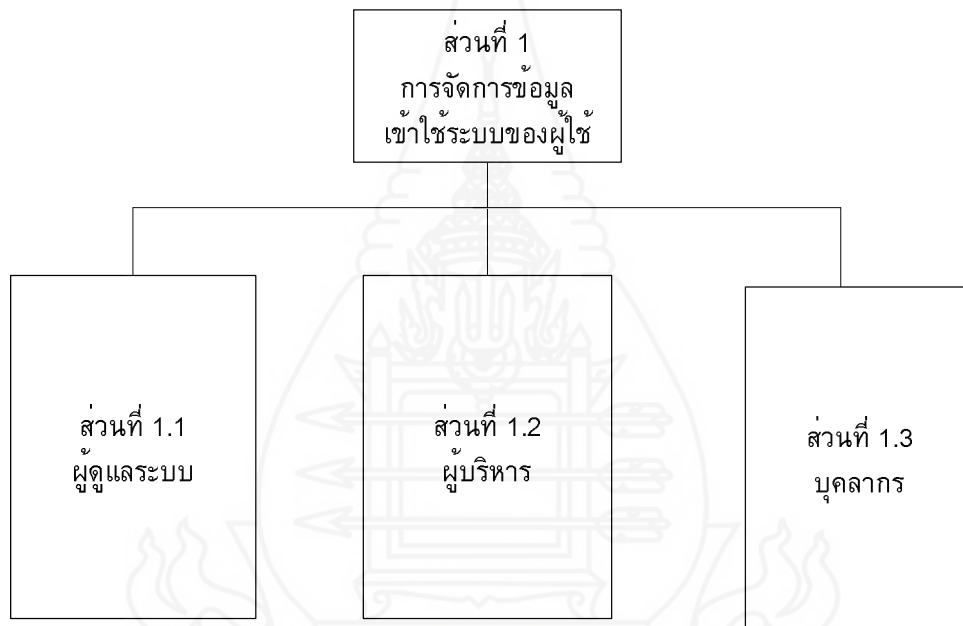 ส่วนที่ 1
การจัดการข้อมูล
เข้าใช้ระบบของผู้ใช้
ส่วนที่ 1.1
ผู้ดูแลระบบ
ส่วนที่ 1.2
ผู้บริหาร
ส่วนที่ 1.3
บุคลากร